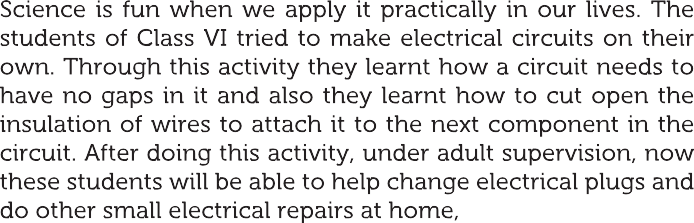 Science is fun when we apply it practically in our lives. The
students of Class VI tried to make electrical circuits on their
own. Through this activity they learnt how a circuit needs to
have no gaps in it and also they learnt how to cut open the
insulation of wires to attach it to the next component in the
circuit. After doing this activity, under adult supervision, now
these students will be able to help change electrical plugs and
do other small electrical repairs at home,